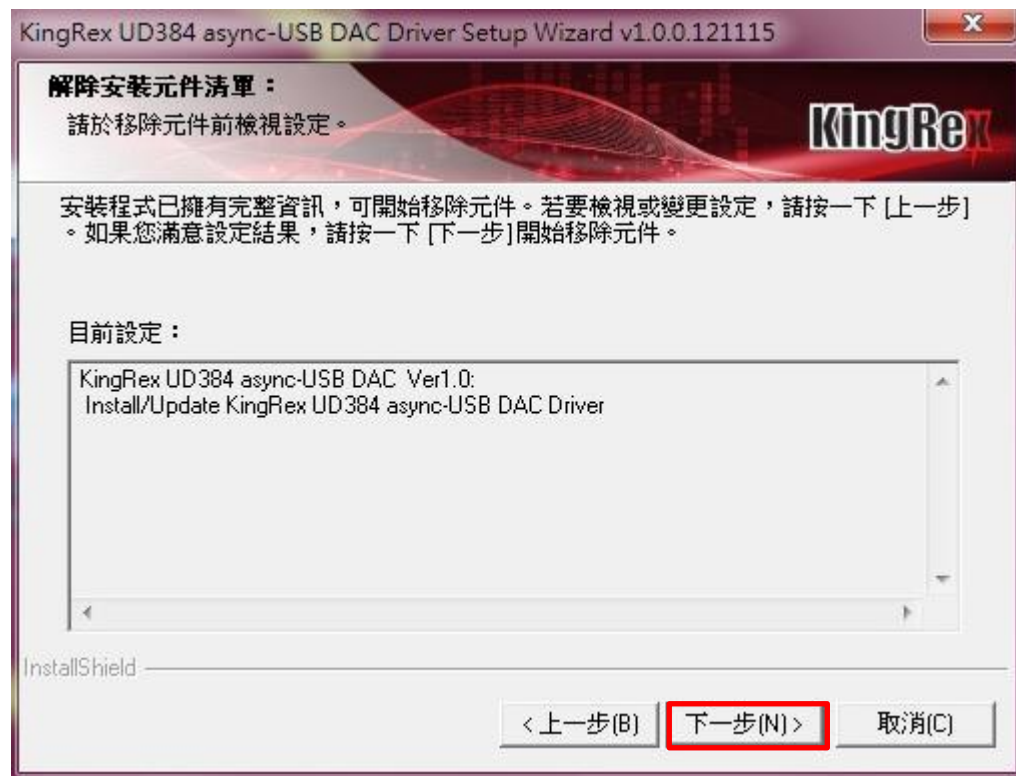 KingRex UD384 async-USB DAC Driver Setup Wizard v1.0.0.121115
解除安裝元件清單：
請於移除元件前檢視設定。
KingRex
安裝程式已擁有完整資訊，可開始移除元件。若要檢視或變更設定，請按一下 [上一步]
。如果您滿意設定結果，請按一下 [下一步]開始移除元件。
目前設定：
KingRex UD384 async-USB DAC Ver1.0:
Install/Update KingRex UD384 async-USB DAC Driver
InstallShield
< 上一步(B) 下一步(N) > 取消(C)